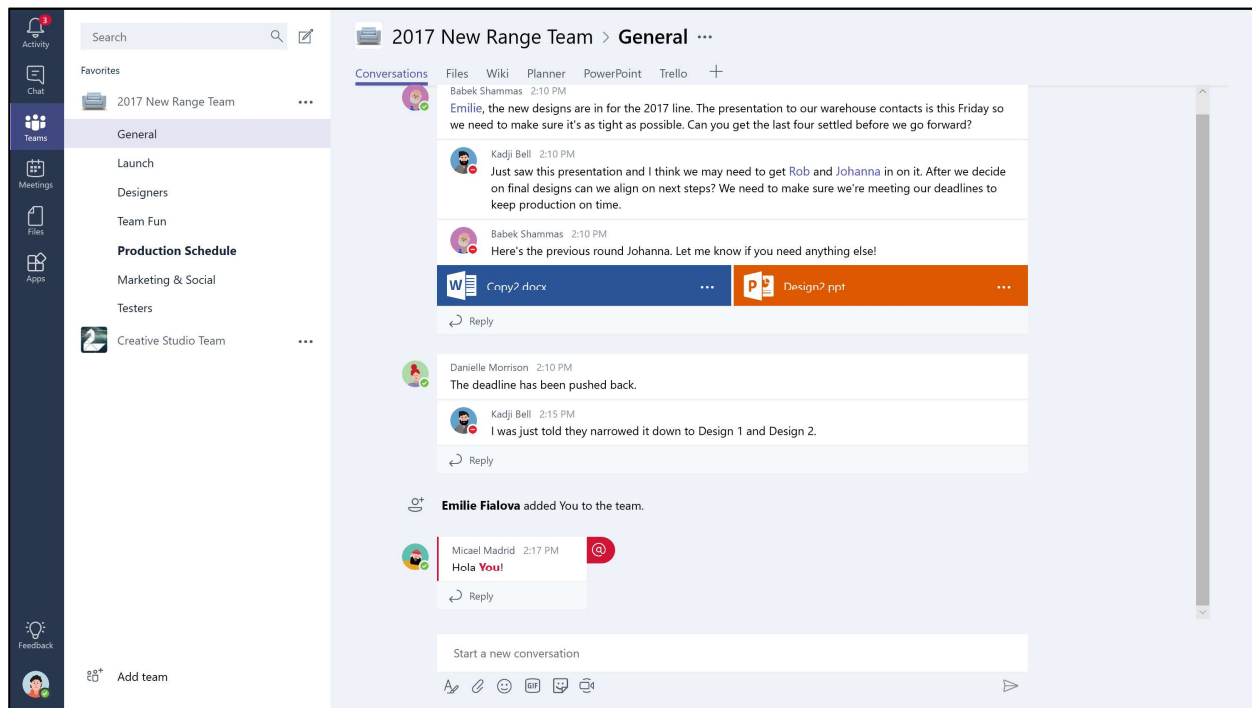 3
Activity
Chat
Teams
Meetings
Files
Apps
Feedback
Search
Favorites
2017 New Range Team ...
General
Launch
Designers
Team Fun
Production Schedule
Marketing & Social
Testers
Creative Studio Team ...
Add team
2017 New Range Team > General ...
Conversations Files Wiki Planner PowerPoint Trello +
Babek Shammas 2:10 PM
Emilie, the new designs are in for the 2017 line. The presentation to our warehouse contacts is this Friday so
we need to make sure it's as tight as possible. Can you get the last four settled before we go forward?
Kadji Bell 2:10 PM
Just saw this presentation and I think we may need to get Rob and Johanna in on it. After we decide
on final designs can we align on next steps? We need to make sure we're meeting our deadlines to
keep production on time.
Babek Shammas 2:10 PM
Here's the previous round Johanna. Let me know if you need anything else!
W Copy2.docx ... P Design2.ppt ...
Reply
Danielle Morrison 2:10 PM
The deadline has been pushed back.
Kadji Bell 2:15 PM
I was just told they narrowed it down to Design 1 and Design 2.
Reply
Emilie Fialova added You to the team.
Micael Madrid 2:17 PM @
Hola You!
Reply
Start a new conversation
GIF